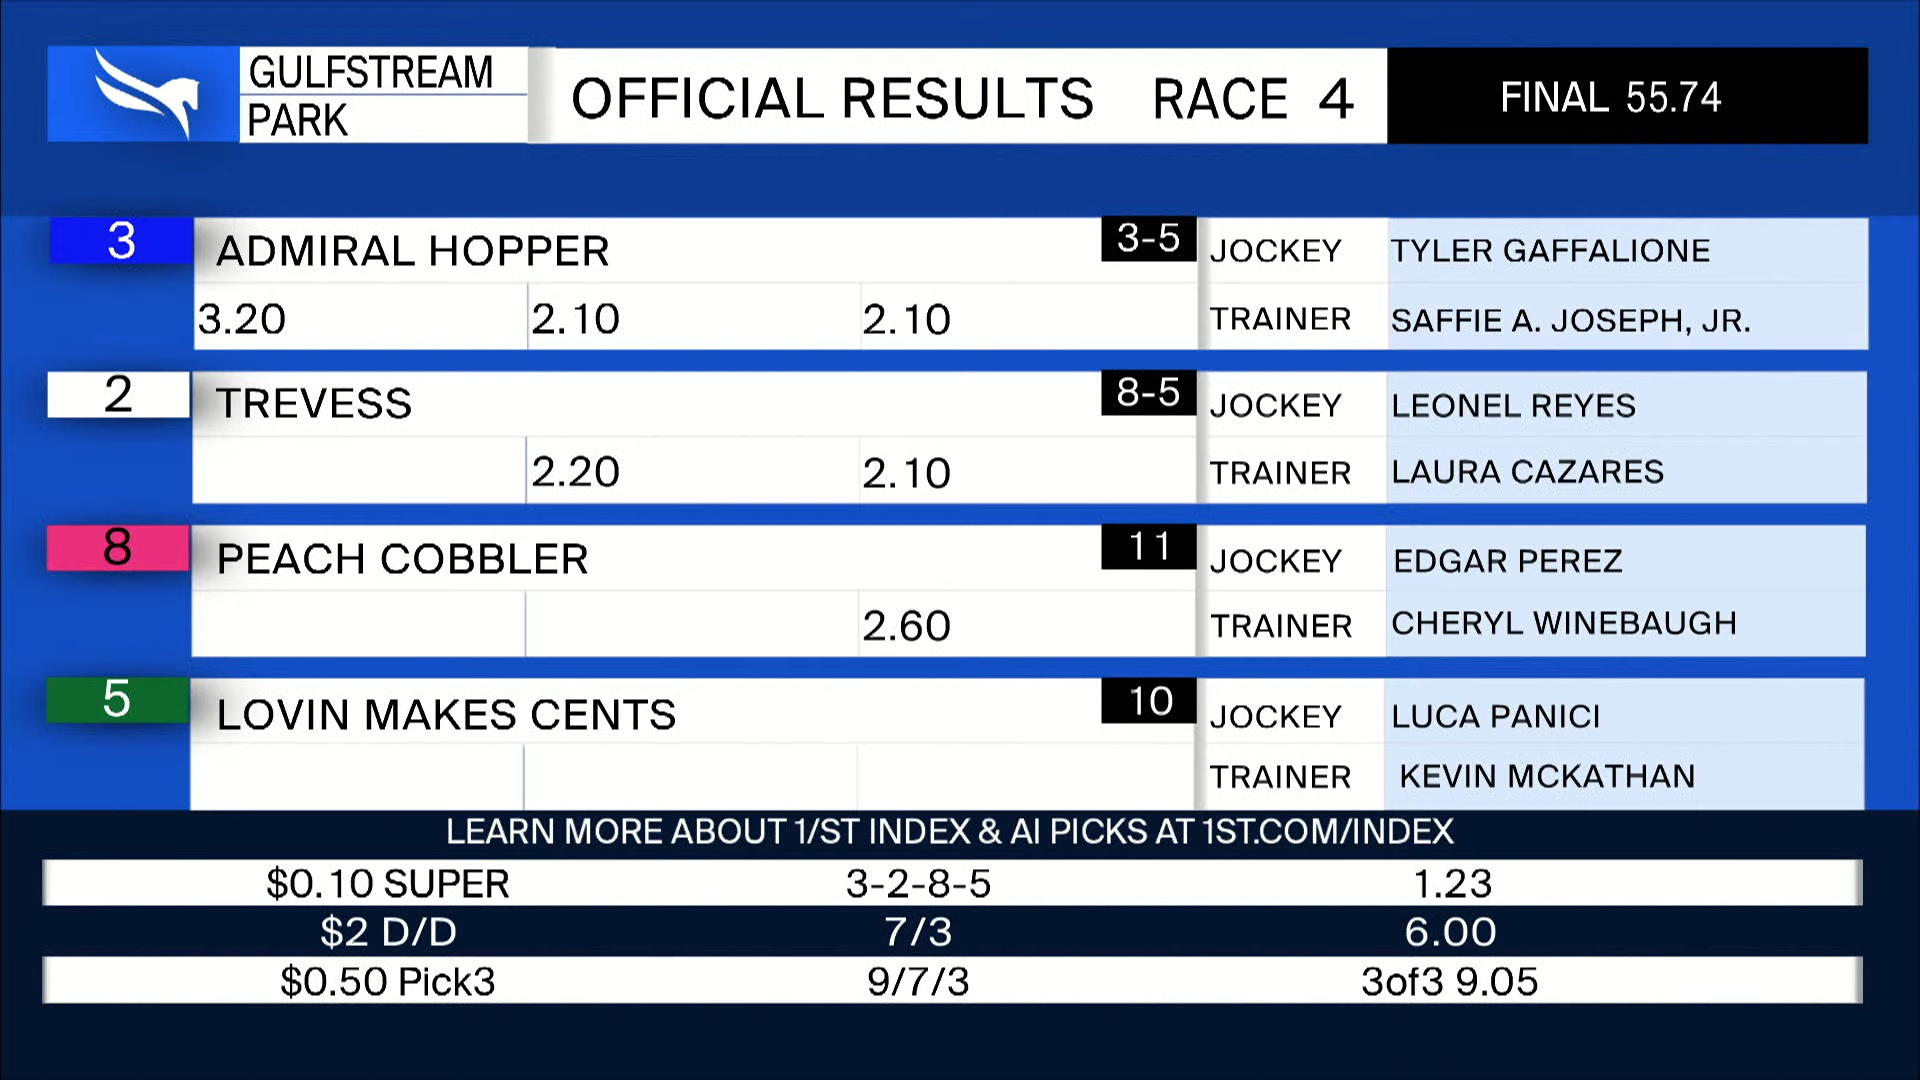 GULFSTREAM
PARK
OFFICIAL RESULTS RACE 4
FINAL 55.74
3 ADMIRAL HOPPER 3-5 JOCKEY TYLER GAFFALIONE
3.20 2.10 2.10 TRAINER SAFFIE A. JOSEPH, JR.
2 TREVESS 8-5 JOCKEY LEONEL REYES
2.20 2.10 TRAINER LAURA CAZARES
8 PEACH COBBLER 11 JOCKEY EDGAR PEREZ
2.60 TRAINER CHERYL WINEBAUGH
5 LOVIN MAKES CENTS 10 JOCKEY LUCA PANICI
TRAINER KEVIN MCKATHAN
LEARN MORE ABOUT 1/ST INDEX & AI PICKS AT 1ST.COM/INDEX
$0.10 SUPER 3-2-8-5 1.23
$2 D/D 7/3 6.00
$0.50 Pick3 9/7/3 3of3 9.05